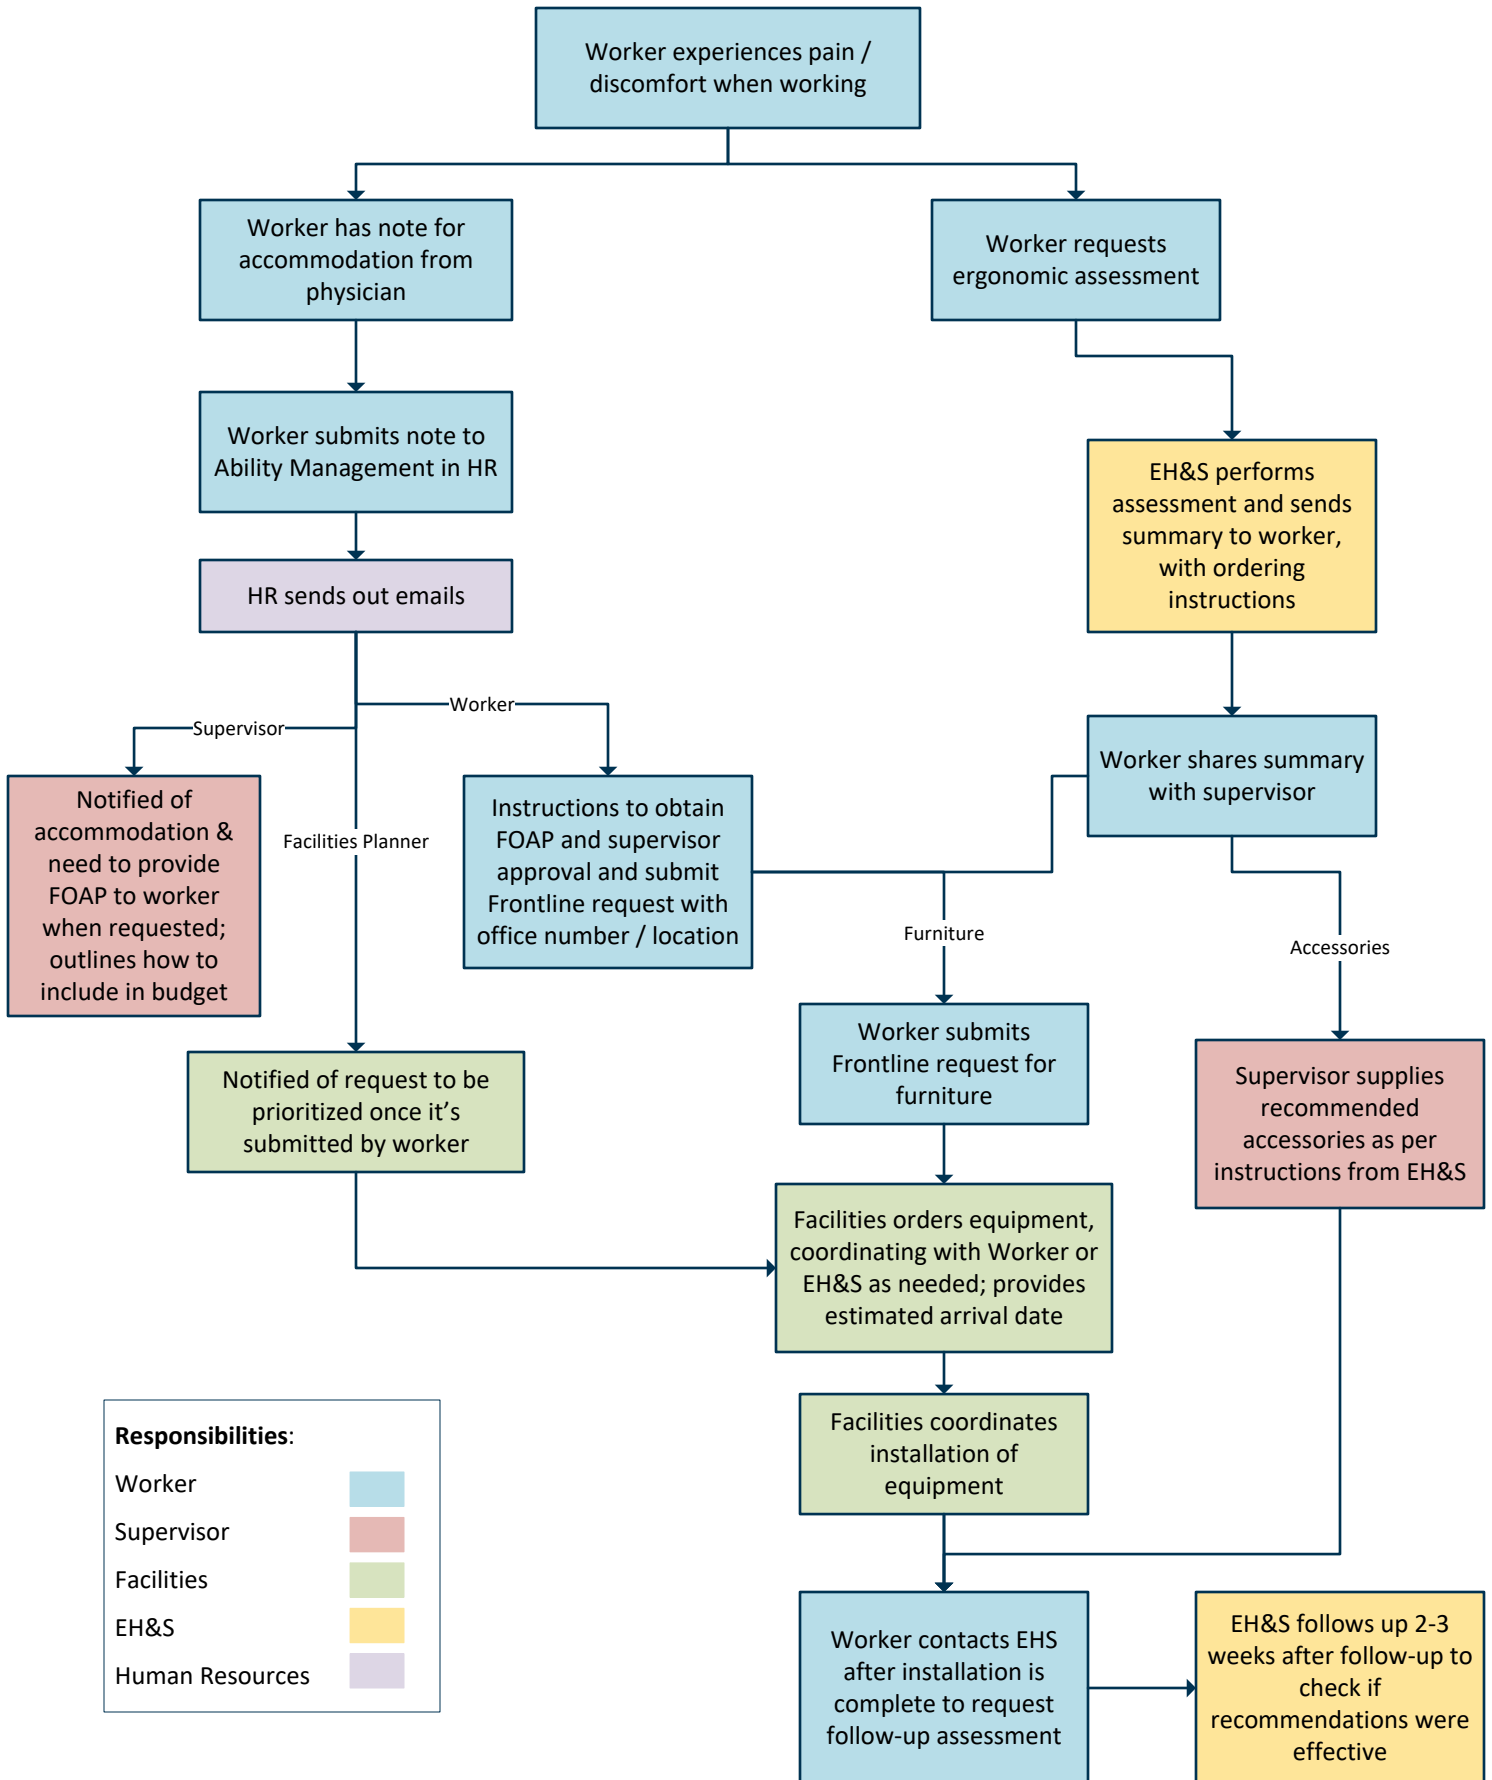 Worker experiences pain /
discomfort when working
Worker has note for
accommodation from
physician
Worker requests
ergonomic assessment
Worker submits note to
Ability Management in HR
EH&S performs
assessment and sends
summary to worker,
with ordering
instructions
HR sends out emails
Worker
Supervisor
Facilities Planner
Notified of
accommodation &
need to provide
FOAP to worker
when requested;
outlines how to
include in budget
Instructions to obtain
FOAP and supervisor
approval and submit
Frontline request with
office number / location
Worker shares summary
with supervisor
Furniture
Accessories
Notified of request to be
prioritized once it’s
submitted by worker
Worker submits
Frontline request for
furniture
Supervisor supplies
recommended
accessories as per
instructions from EH&S
Facilities orders equipment,
coordinating with Worker or
EH&S as needed; provides
estimated arrival date
Facilities coordinates
installation of
equipment
Responsibilities:
Worker
Supervisor
Facilities
EH&S
Human Resources
Worker contacts EHS
after installation is
complete to request
follow-up assessment
EH&S follows up 2-3
weeks after follow-up to
check if
recommendations were
effective